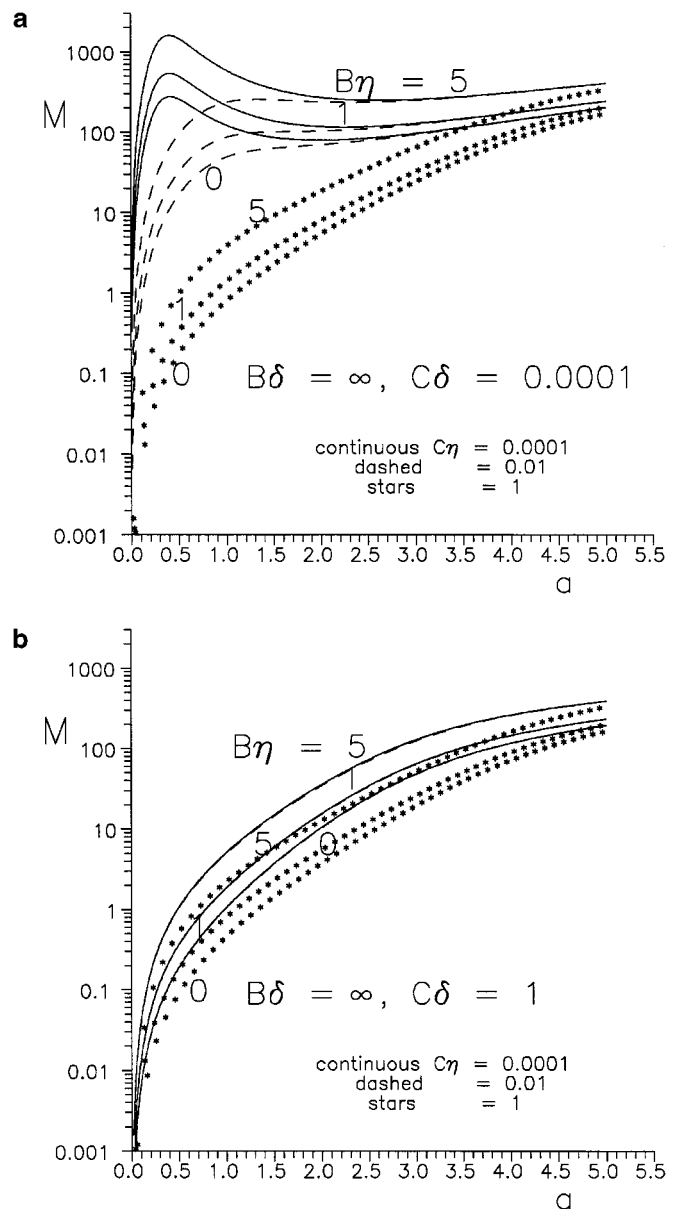 a
1000
Bη = 5
M
100
1
10
0
5
1
1
0.1
0
Bδ = ∞, Cδ = 0.0001
0.01
continuous Cη = 0.0001
dashed = 0.01
stars = 1
0.001
0.0 0.5 1.0 1.5 2.0 2.5 3.0 3.5 4.0 4.5 5.0 5.5
a
b
1000
M
Bη = 5
100
1
10
5
0
1
1
0.1
0
Bδ = ∞, Cδ = 1
0.01
continuous Cη = 0.0001
dashed = 0.01
stars = 1
0.001
0.0 0.5 1.0 1.5 2.0 2.5 3.0 3.5 4.0 4.5 5.0 5.5
a